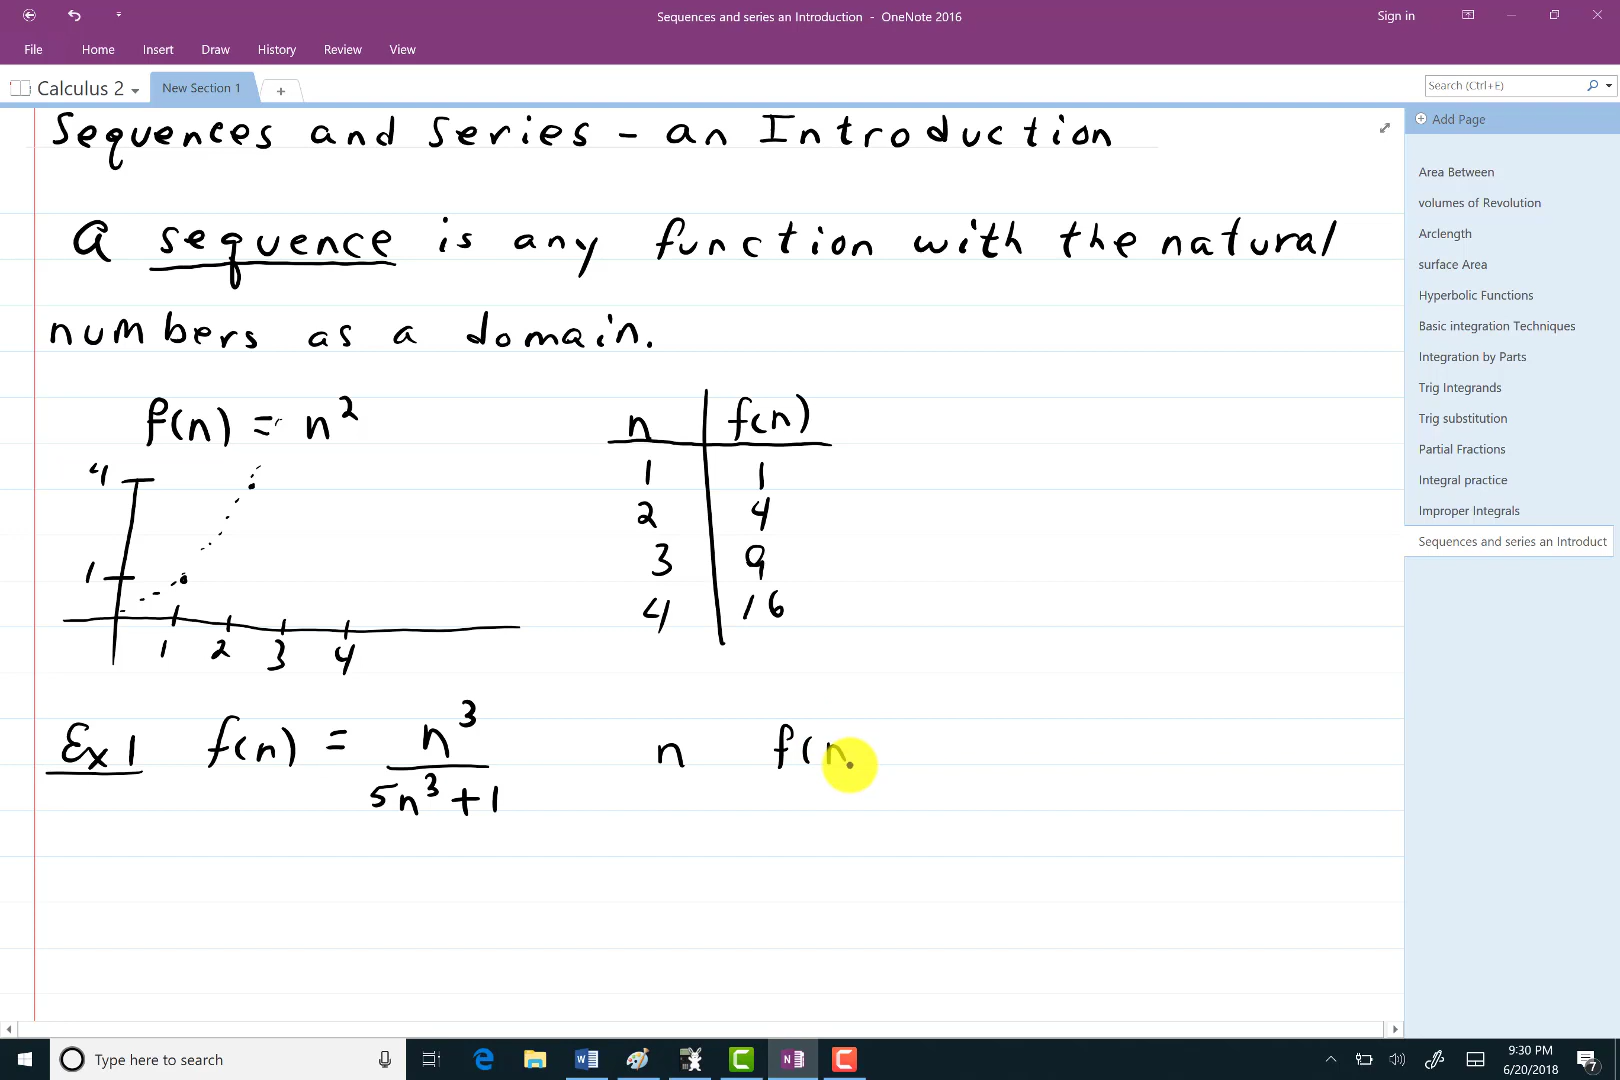 Sequences and series an Introduction - OneNote 2016
Sign in
File Home Insert Draw History Review View
Calculus 2 New Section 1 +
Search (Ctrl+E)
Add Page
Area Between
volumes of Revolution
Arclength
surface Area
Hyperbolic Functions
Basic integration Techniques
Integration by Parts
Trig Integrands
Trig substitution
Partial Fractions
Integral practice
Improper Integrals
Sequences and series an Introduct
Sequences and Series - an Introduction
A sequence is any function with the natural
numbers as a domain.
f(n) = n²
4
1
1 2 3 4
n f(n)
1 1
2 4
3 9
4 16
Ex 1 f(n) = n³
5n³ + 1
n f(n
Type here to search
9:30 PM
6/20/2018
7